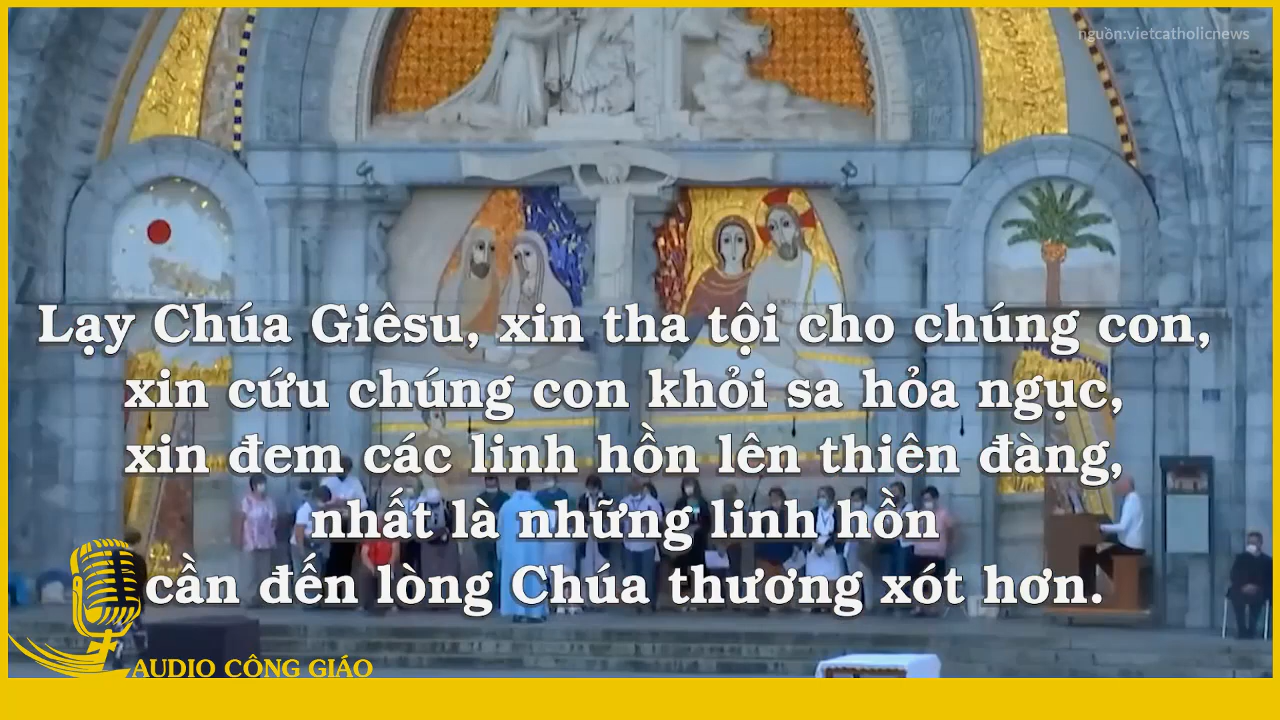 nguồn:vietcatholicnews
Lạy Chúa Giêsu, xin tha tội cho chúng con,
xin cứu chúng con khỏi sa hỏa ngục,
xin đem các linh hồn lên thiên đàng,
nhất là những linh hồn
cần đến lòng Chúa thương xót hơn.
AUDIO CÔNG GIÁO